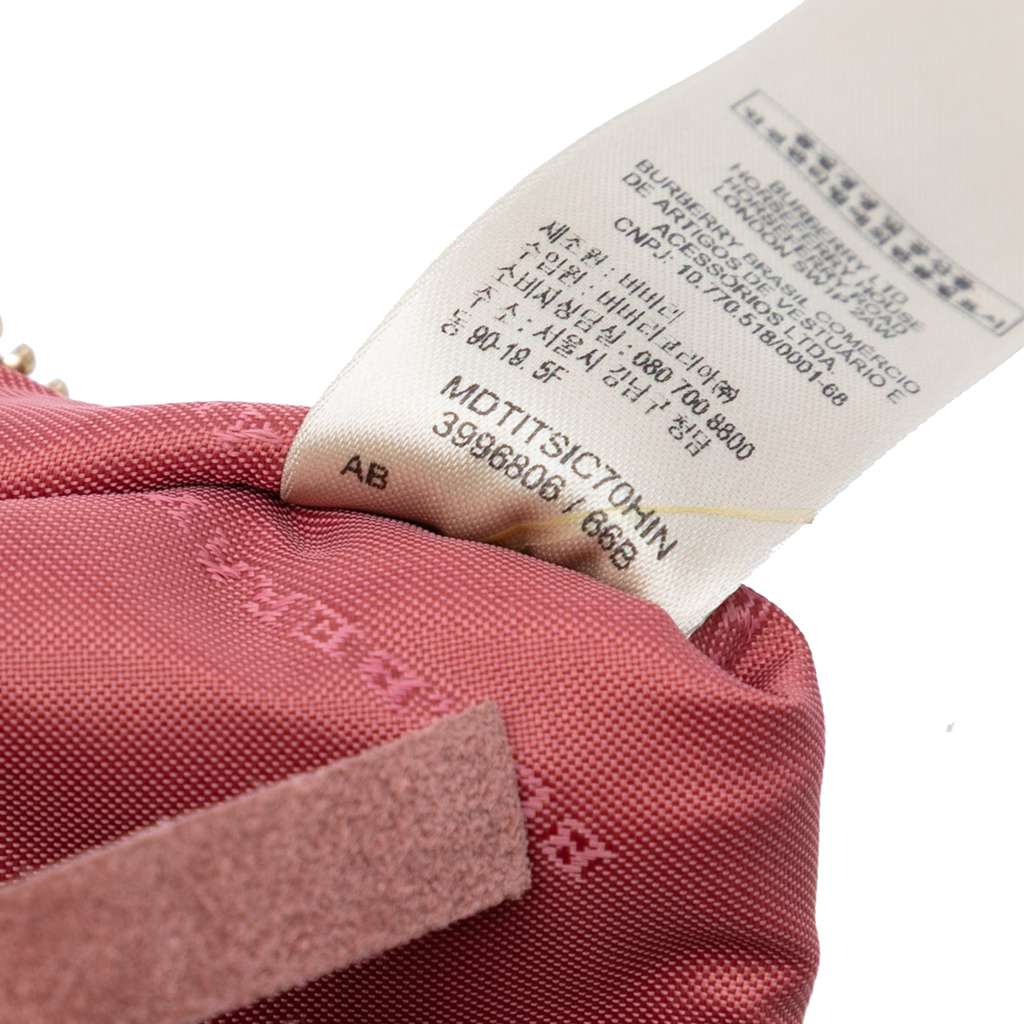 BURBERRY LTD
HORSEFERRY HOUSE
HORSEFERRY ROAD
LONDON SW1P 2AW
BURBERRY BRASIL COMÉRCIO
DE ARTIGOS DE VESTUÁRIO E
ACESSÓRIOS LTDA
CNPJ: 10.770.518/0001-68
제조원 : 버버리
수입원 : 버버리코리아㈜
소비자상담실 : 080 700 8800
주 소 : 서울시 강남구 청담
동 90-19, 5F
MDTITSIC70HIN
3996806 / 66B
AB